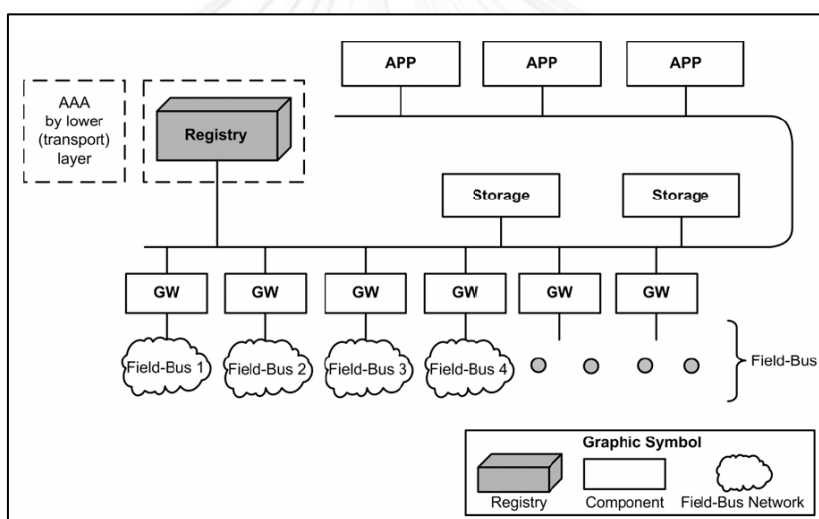 APP APP APP
AAA
by lower
(transport)
layer
Registry
Storage Storage
GW GW GW GW GW GW
Field-Bus 1 Field-Bus 2 Field-Bus 3 Field-Bus 4 Field-Bus
Graphic Symbol
Registry Component Field-Bus Network